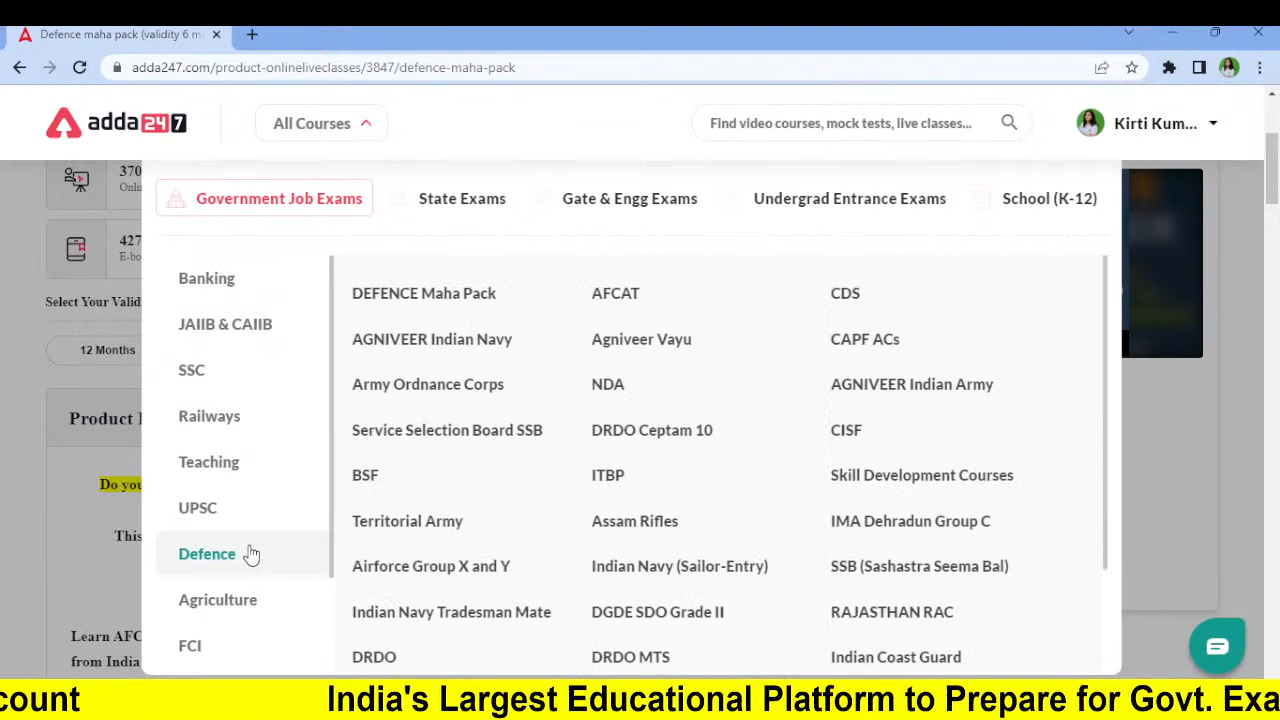 Defence maha pack (validity 6 m
adda247.com/product-onlineliveclasses/3847/defence-maha-pack
adda 247
All Courses
Find video courses, mock tests, live classes...
Kirti Kum...
370
Onli
427
E-bo
Select Your Valid
12 Months
Product
Do you
This
Learn AFC
from India
Government Job Exams
State Exams
Gate & Engg Exams
Undergrad Entrance Exams
School (K-12)
Banking
JAIIB & CAIIB
SSC
Railways
Teaching
UPSC
Defence
Agriculture
FCI
DEFENCE Maha Pack AFCAT CDS
AGNIVEER Indian Navy Agniveer Vayu CAPF ACs
Army Ordnance Corps NDA AGNIVEER Indian Army
Service Selection Board SSB DRDO Ceptam 10 CISF
BSF ITBP Skill Development Courses
Territorial Army Assam Rifles IMA Dehradun Group C
Airforce Group X and Y Indian Navy (Sailor-Entry) SSB (Sashastra Seema Bal)
Indian Navy Tradesman Mate DGDE SDO Grade II RAJASTHAN RAC
DRDO DRDO MTS Indian Coast Guard
count India's Largest Educational Platform to Prepare for Govt. Exa